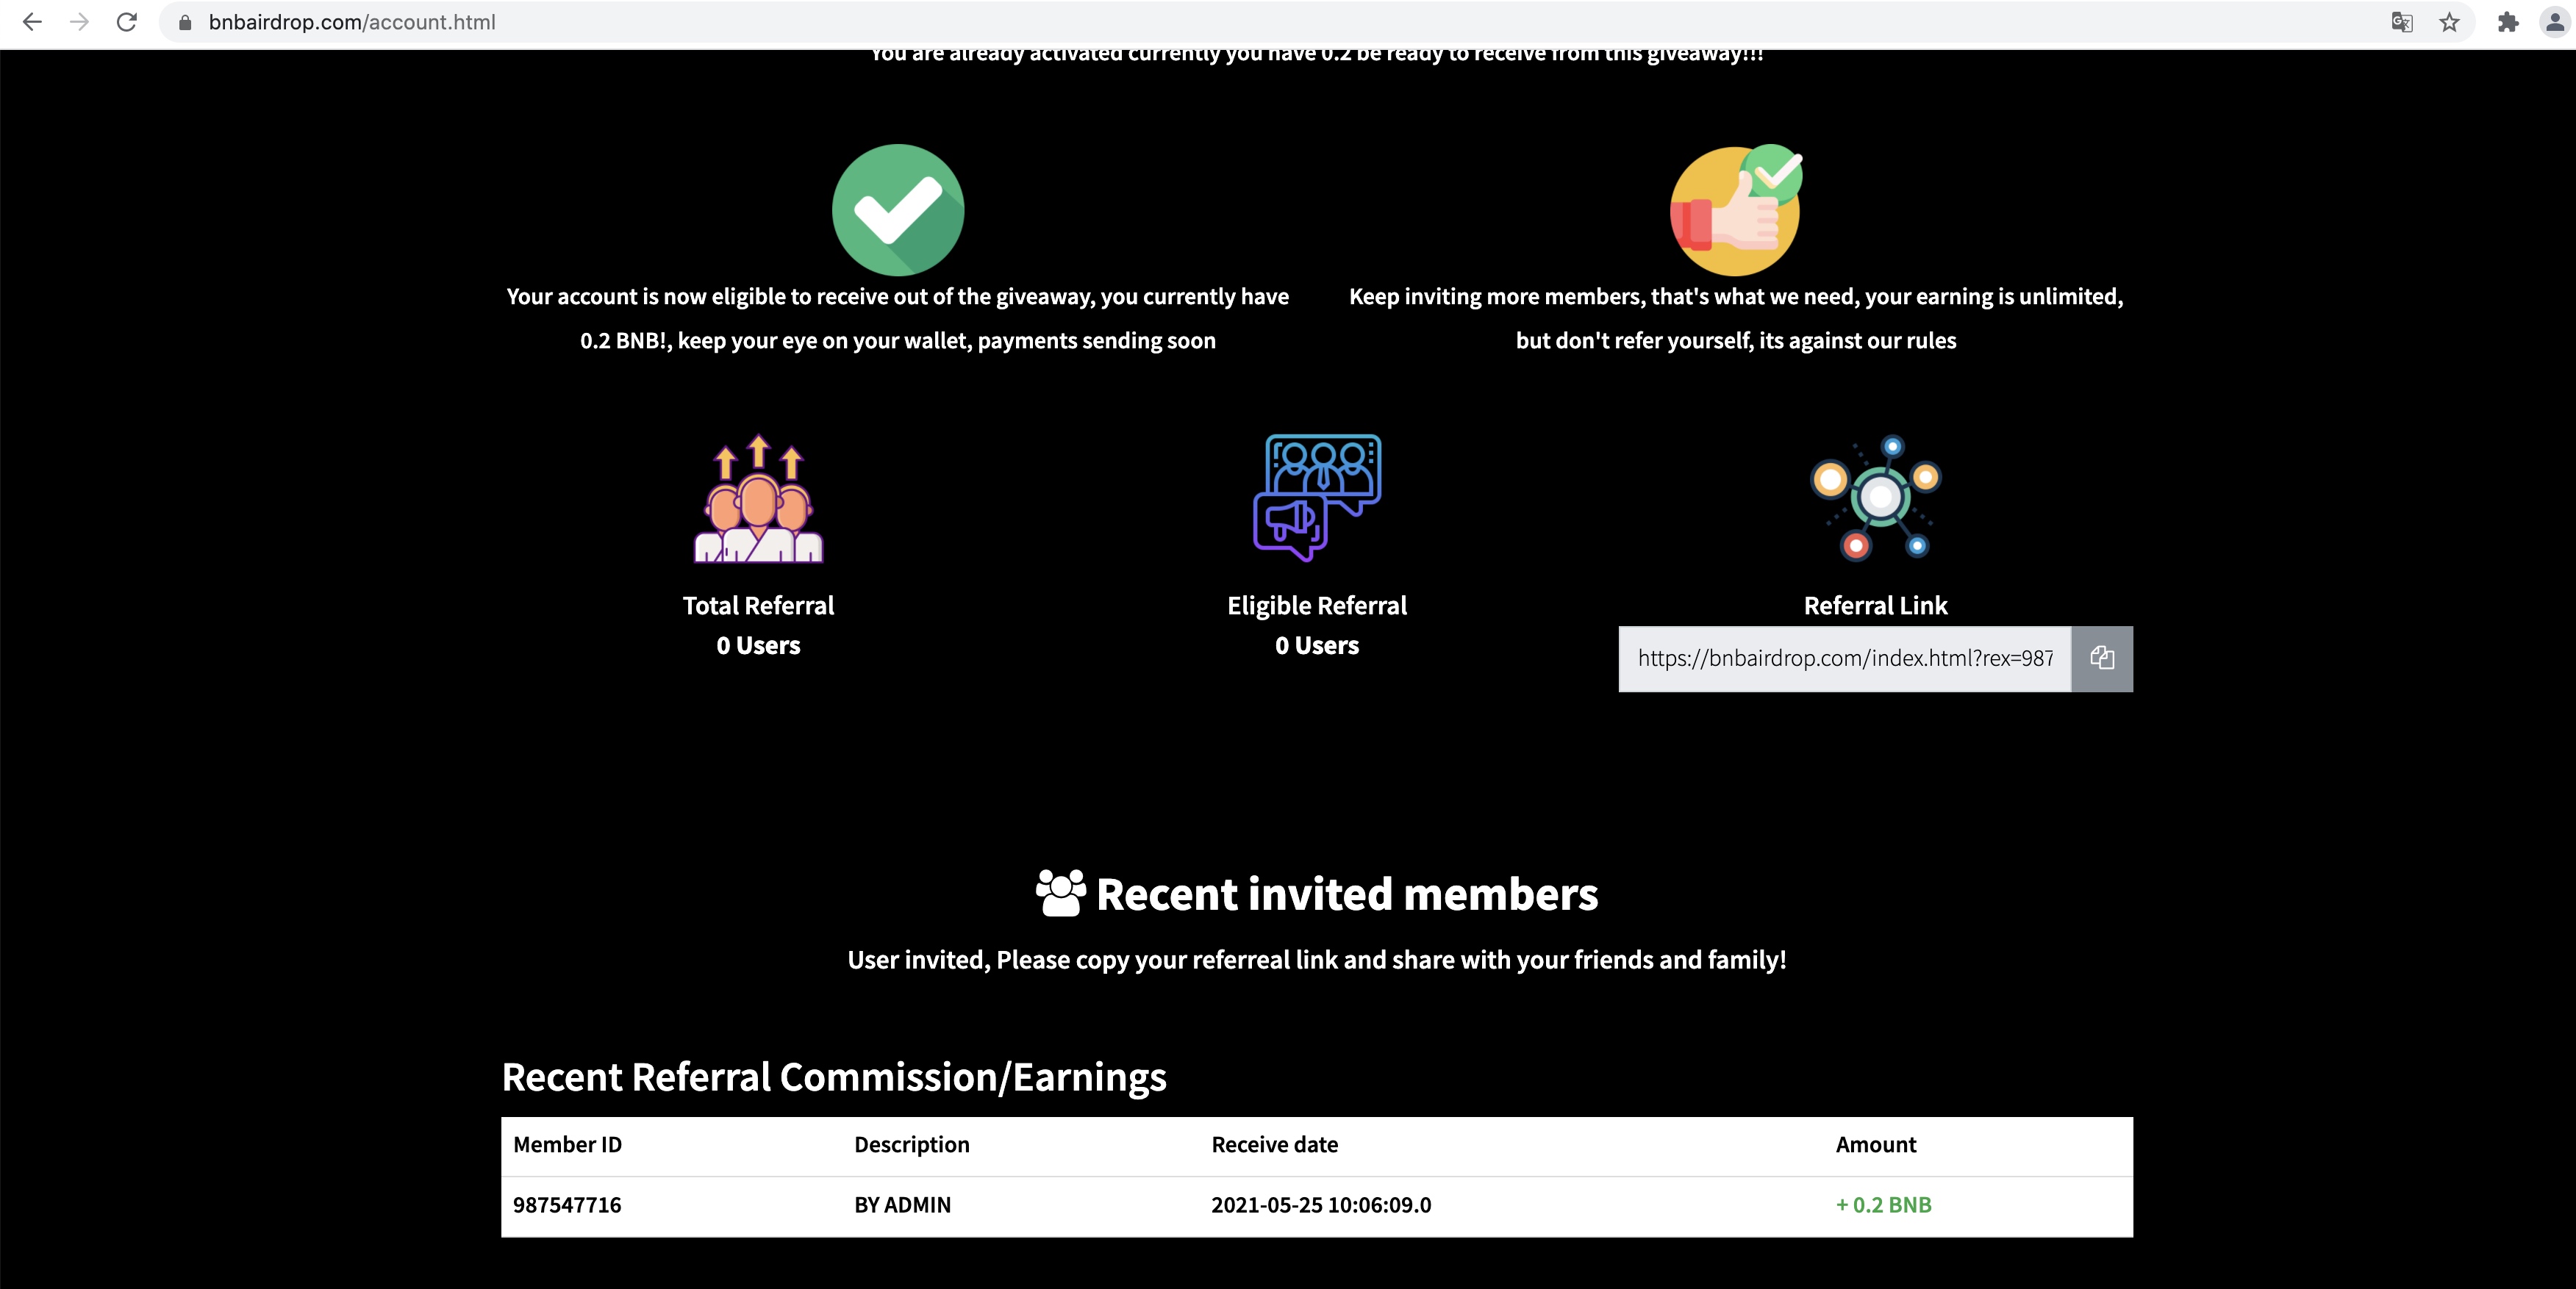 bnbairdrop.com/account.html
You are already activated currently you have 0.2 be ready to receive from this giveaway!!!
Your account is now eligible to receive out of the giveaway, you currently have
0.2 BNB!, keep your eye on your wallet, payments sending soon
Keep inviting more members, that's what we need, your earning is unlimited,
but don't refer yourself, its against our rules
Total Referral
0 Users
Eligible Referral
0 Users
Referral Link
https://bnbairdrop.com/index.html?rex=987
Recent invited members
User invited, Please copy your referreal link and share with your friends and family!
Recent Referral Commission/Earnings
Member ID Description Receive date Amount
987547716 BY ADMIN 2021-05-25 10:06:09.0 + 0.2 BNB